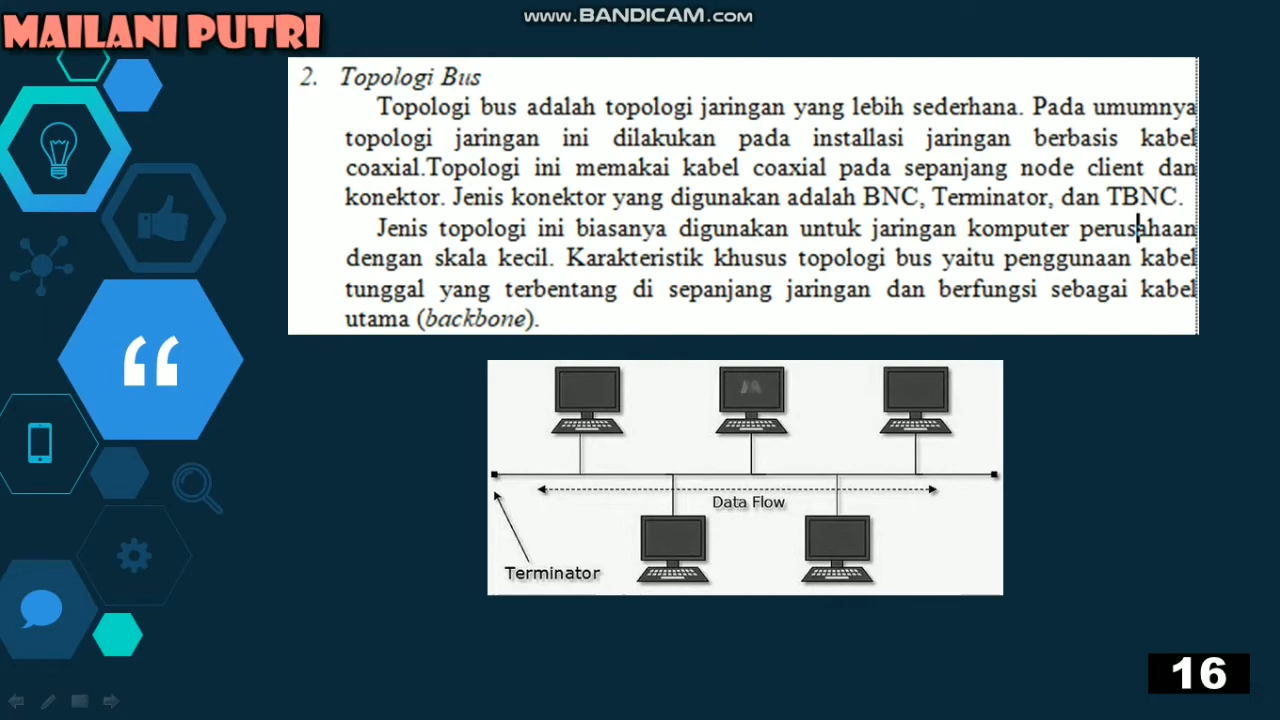 www.BANDICAM.com
MAILANI PUTRI
2. Topologi Bus
Topologi bus adalah topologi jaringan yang lebih sederhana. Pada umumnya
topologi jaringan ini dilakukan pada installasi jaringan berbasis kabel
coaxial.Topologi ini memakai kabel coaxial pada sepanjang node client dan
konektor. Jenis konektor yang digunakan adalah BNC, Terminator, dan TBNC.
Jenis topologi ini biasanya digunakan untuk jaringan komputer perusahaan
dengan skala kecil. Karakteristik khusus topologi bus yaitu penggunaan kabel
tunggal yang terbentang di sepanjang jaringan dan berfungsi sebagai kabel
utama (backbone).
Data Flow
Terminator
16